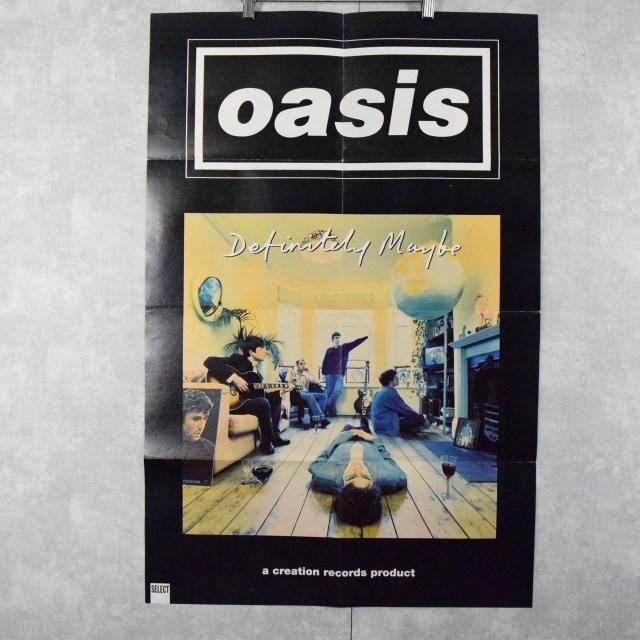 oasis
Definitely Maybe
a creation records product
SELECT